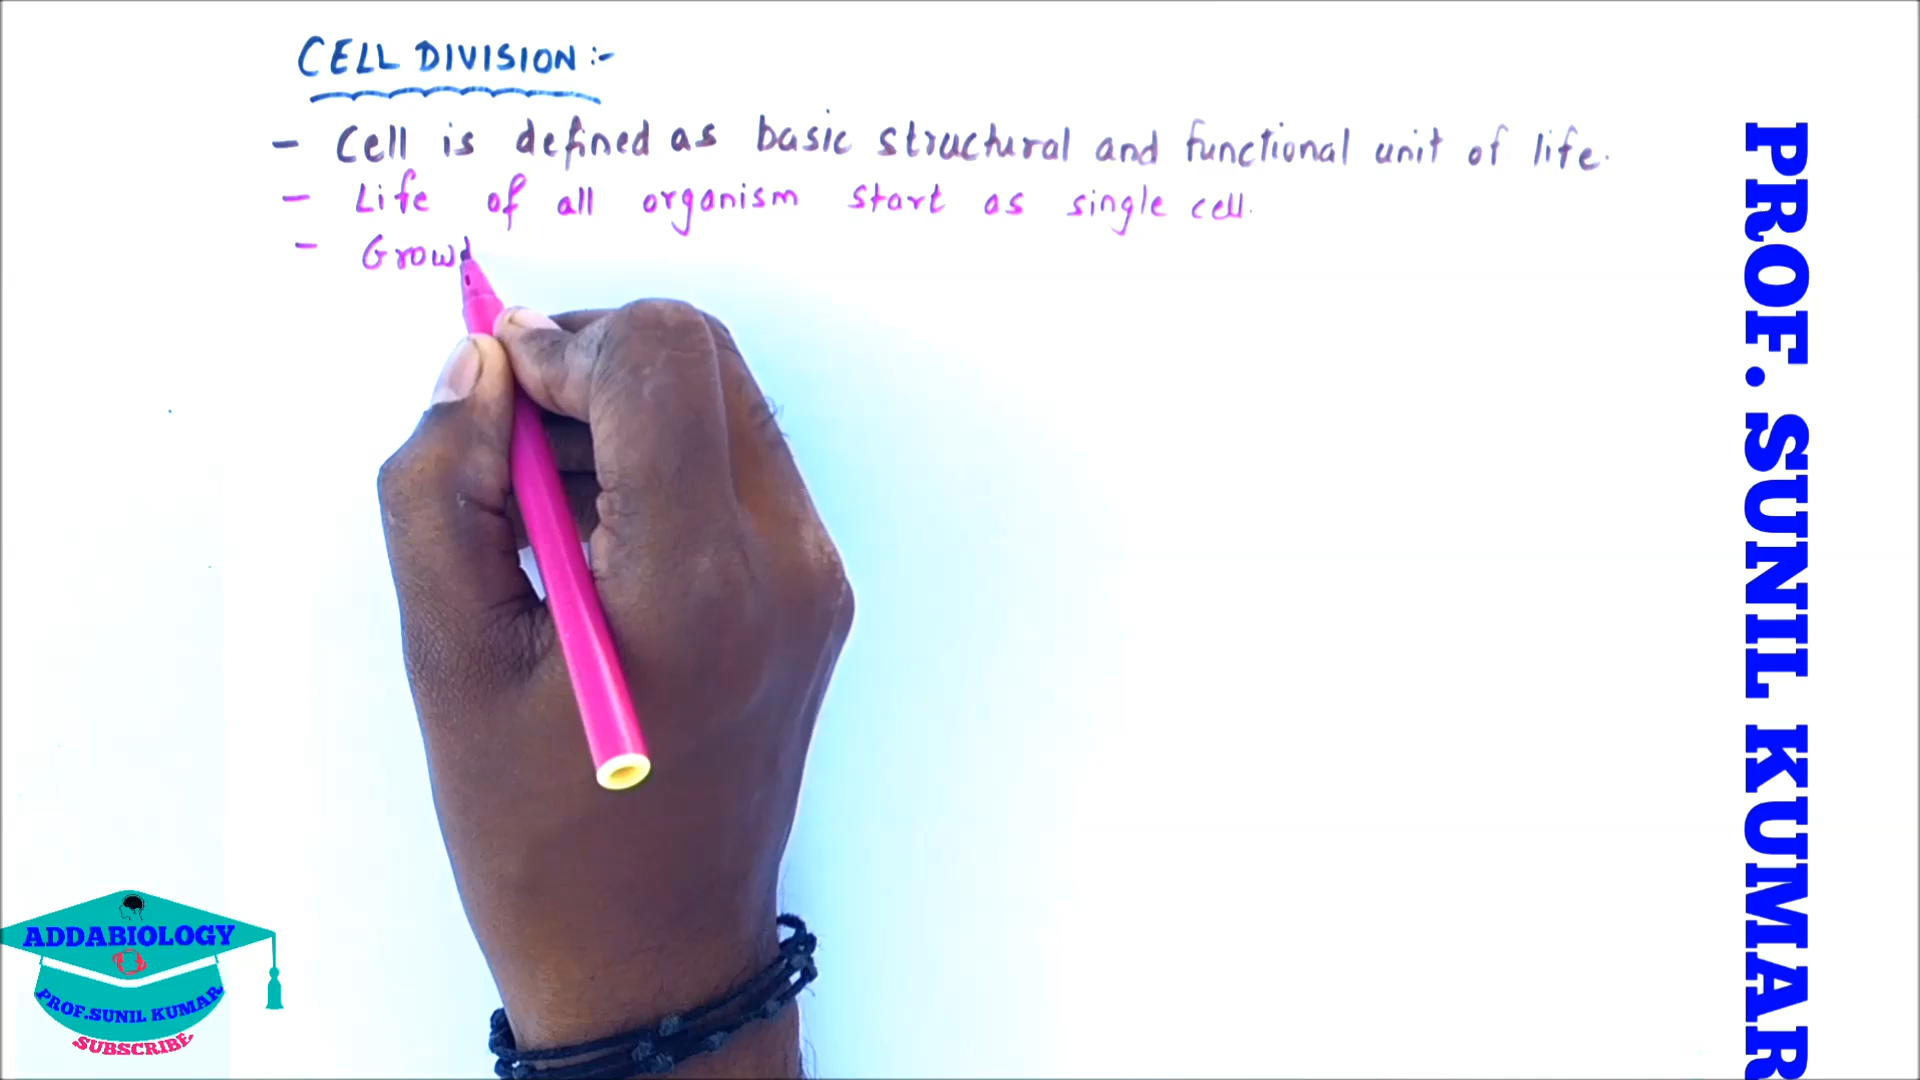 CELL DIVISION :-
- Cell is defined as basic structural and functional unit of life.
- Life of all organism start as single cell.
- Growt
PROF. SUNIL KUMAR
ADDABIOLOGY
PROF.SUNIL KUMAR
SUBSCRIBE